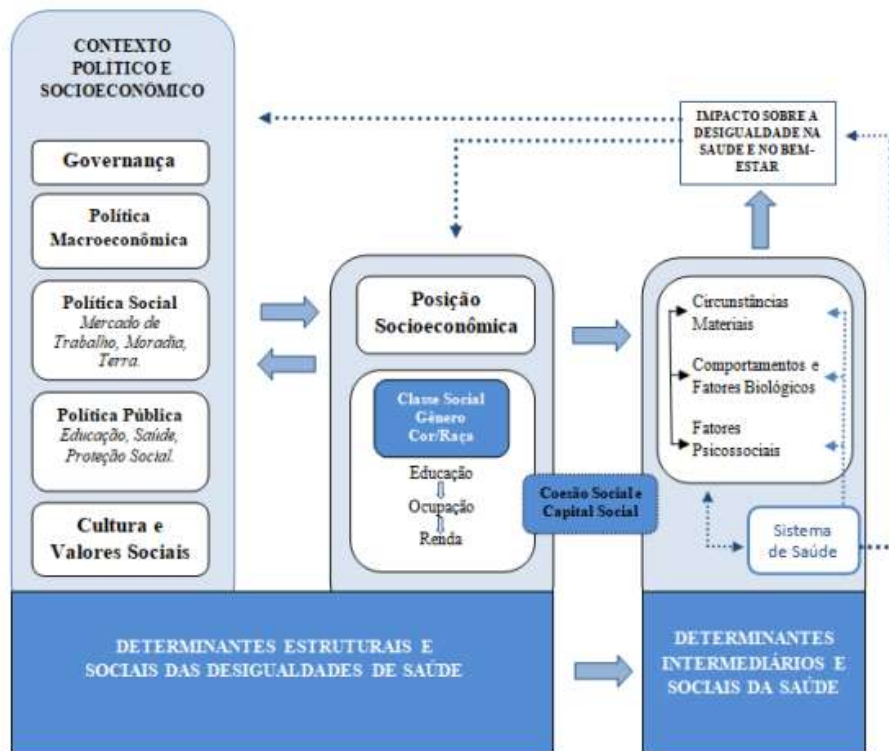 CONTEXTO
POLÍTICO E
SOCIOECONÔMICO
Governança
Política
Macroeconômica
Política Social
Mercado de
Trabalho, Moradia,
Terra.
Política Pública
Educação, Saúde,
Proteção Social.
Cultura e
Valores Sociais
Posição
Socioeconômica
Classe Social
Gênero
Cor/Raça
Educação
Ocupação
Renda
Coesão Social e
Capital Social
IMPACTO SOBRE A
DESIGUALDADE NA
SAUDE E NO BEM-
ESTAR
Circunstâncias
Materiais
Comportamentos e
Fatores Biológicos
Fatores
Psicossociais
Sistema
de Saúde
DETERMINANTES ESTRUTURAIS E
SOCIAIS DAS DESIGUALDADES DE SAÚDE
DETERMINANTES
INTERMEDIÁRIOS E
SOCIAIS DA SAÚDE